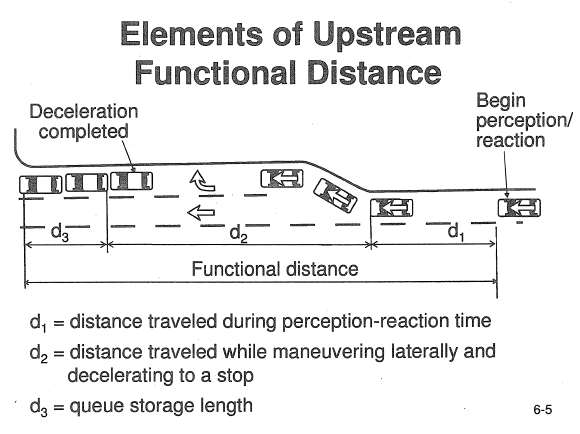 Elements of Upstream
Functional Distance
Deceleration
completed
Begin
perception/
reaction
d₃
d₂
d₁
Functional distance
d₁ = distance traveled during perception-reaction time
d₂ = distance traveled while maneuvering laterally and
decelerating to a stop
d₃ = queue storage length
6-5